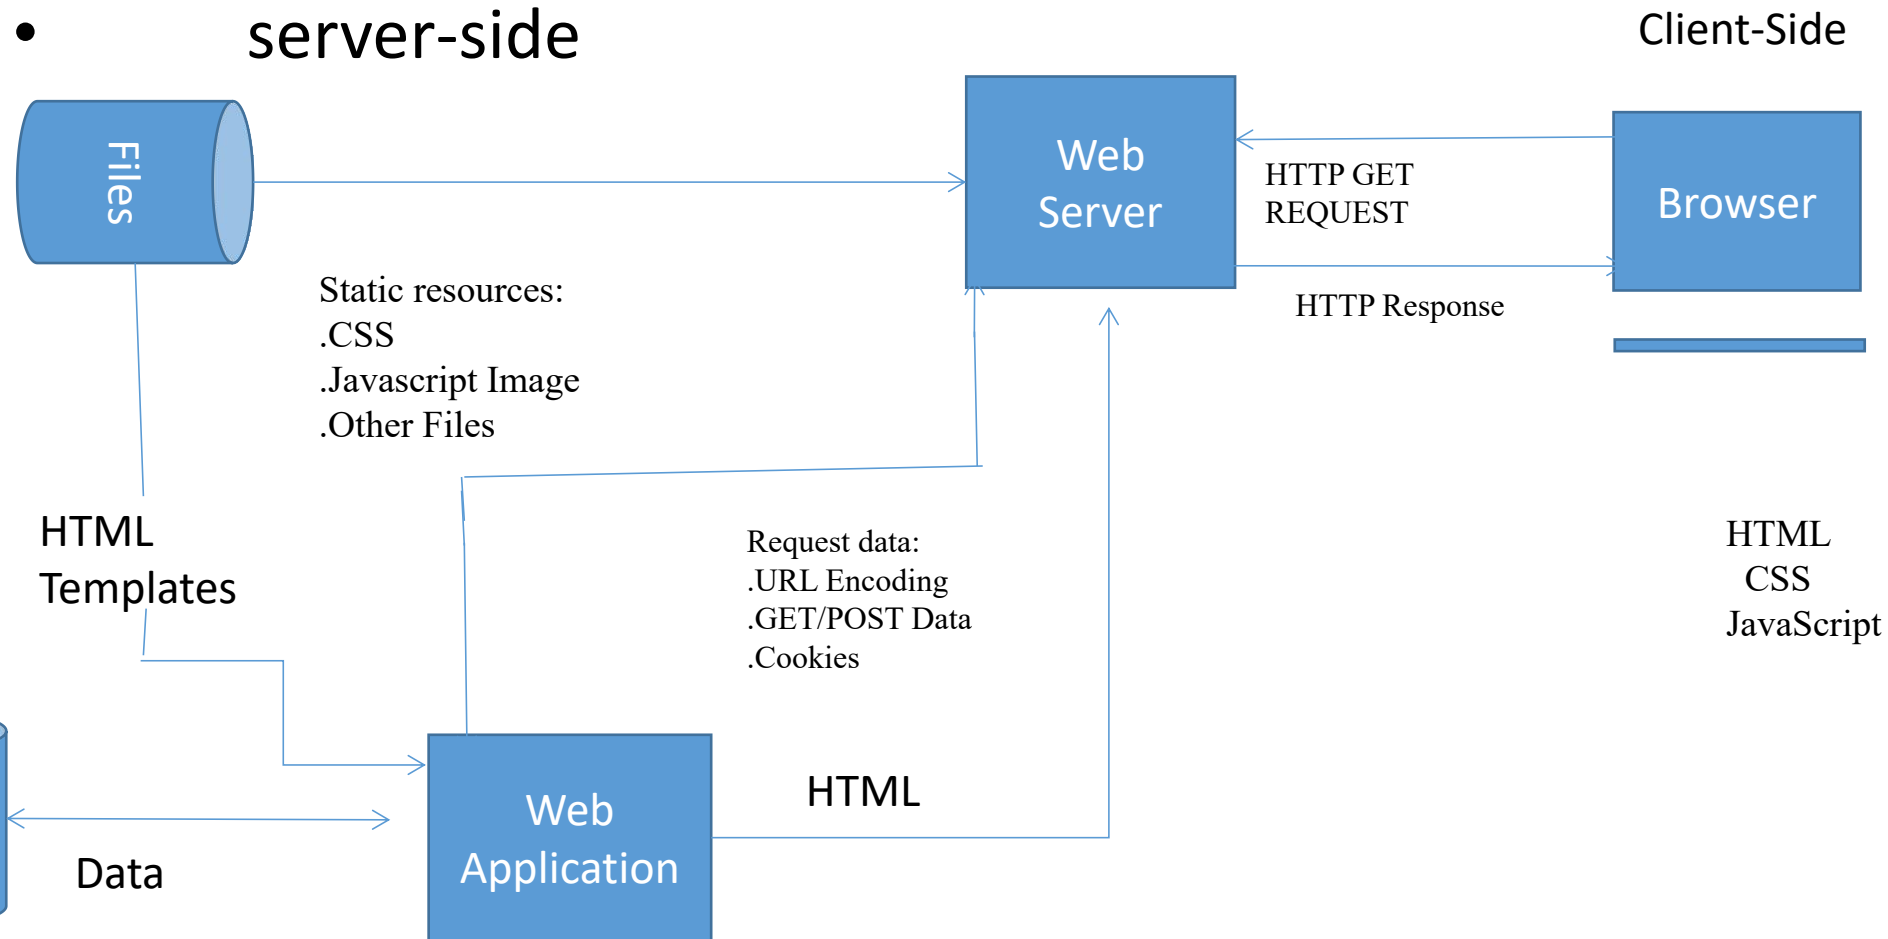 • server-side
Client-Side
Files
Web
Server
HTTP GET
REQUEST
Browser
HTTP Response
Static resources:
.CSS
.Javascript Image
.Other Files
HTML
Templates
Request data:
.URL Encoding
.GET/POST Data
.Cookies
HTML
CSS
JavaScript
Web
Application
HTML
Data